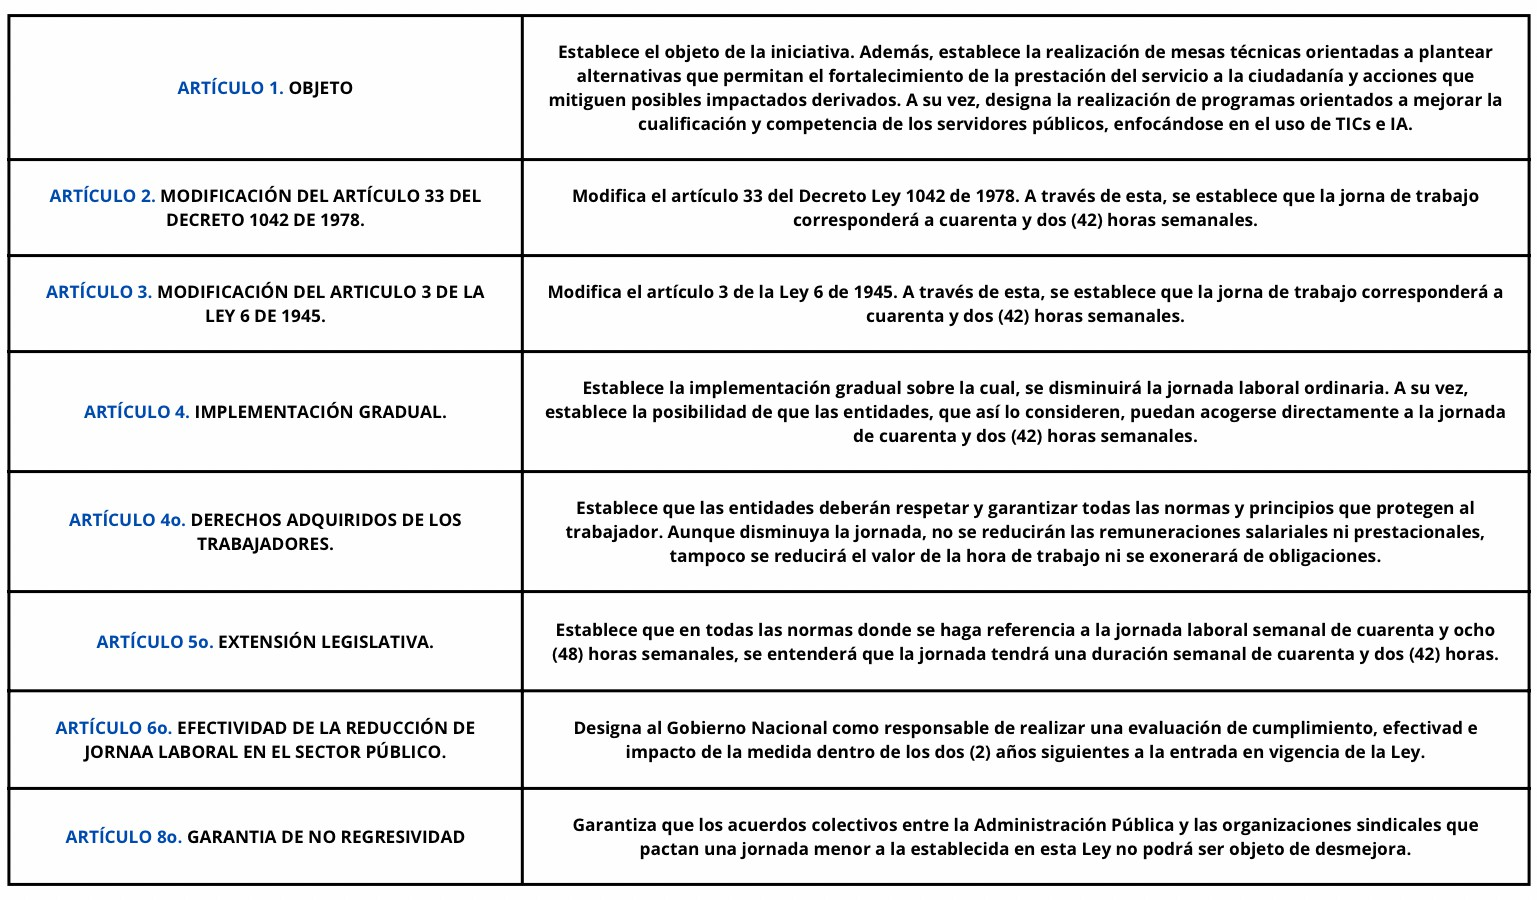 ARTÍCULO 1. OBJETO
Establece el objeto de la iniciativa. Además, establece la realización de mesas técnicas orientadas a plantear
alternativas que permitan el fortalecimiento de la prestación del servicio a la ciudadanía y acciones que
mitiguen posibles impactados derivados. A su vez, designa la realización de programas orientados a mejorar la
cualificación y competencia de los servidores públicos, enfocándose en el uso de TICs e IA.
ARTÍCULO 2. MODIFICACIÓN DEL ARTÍCULO 33 DEL
DECRETO 1042 DE 1978.
Modifica el artículo 33 del Decreto Ley 1042 de 1978. A través de esta, se establece que la jorna de trabajo
corresponderá a cuarenta y dos (42) horas semanales.
ARTÍCULO 3. MODIFICACIÓN DEL ARTICULO 3 DE LA
LEY 6 DE 1945.
Modifica el artículo 3 de la Ley 6 de 1945. A través de esta, se establece que la jorna de trabajo corresponderá a
cuarenta y dos (42) horas semanales.
ARTÍCULO 4. IMPLEMENTACIÓN GRADUAL.
Establece la implementación gradual sobre la cual, se disminuirá la jornada laboral ordinaria. A su vez,
establece la posibilidad de que las entidades, que así lo consideren, puedan acogerse directamente a la jornada
de cuarenta y dos (42) horas semanales.
ARTÍCULO 4o. DERECHOS ADQUIRIDOS DE LOS
TRABAJADORES.
Establece que las entidades deberán respetar y garantizar todas las normas y principios que protegen al
trabajador. Aunque disminuya la jornada, no se reducirán las remuneraciones salariales ni prestacionales,
tampoco se reducirá el valor de la hora de trabajo ni se exonerará de obligaciones.
ARTÍCULO 5o. EXTENSIÓN LEGISLATIVA.
Establece que en todas las normas donde se haga referencia a la jornada laboral semanal de cuarenta y ocho
(48) horas semanales, se entenderá que la jornada tendrá una duración semanal de cuarenta y dos (42) horas.
ARTÍCULO 6o. EFECTIVIDAD DE LA REDUCCIÓN DE
JORNAA LABORAL EN EL SECTOR PÚBLICO.
Designa al Gobierno Nacional como responsable de realizar una evaluación de cumplimiento, efectivad e
impacto de la medida dentro de los dos (2) años siguientes a la entrada en vigencia de la Ley.
ARTÍCULO 8o. GARANTIA DE NO REGRESIVIDAD
Garantiza que los acuerdos colectivos entre la Administración Pública y las organizaciones sindicales que
pactan una jornada menor a la establecida en esta Ley no podrá ser objeto de desmejora.